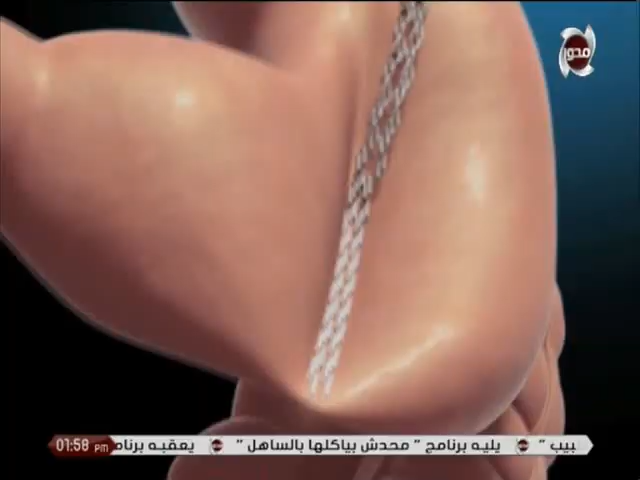 محور
بيب " يليه برنامج " محدش بياكلها بالساهل " يعقبه برنام
01:58 pm